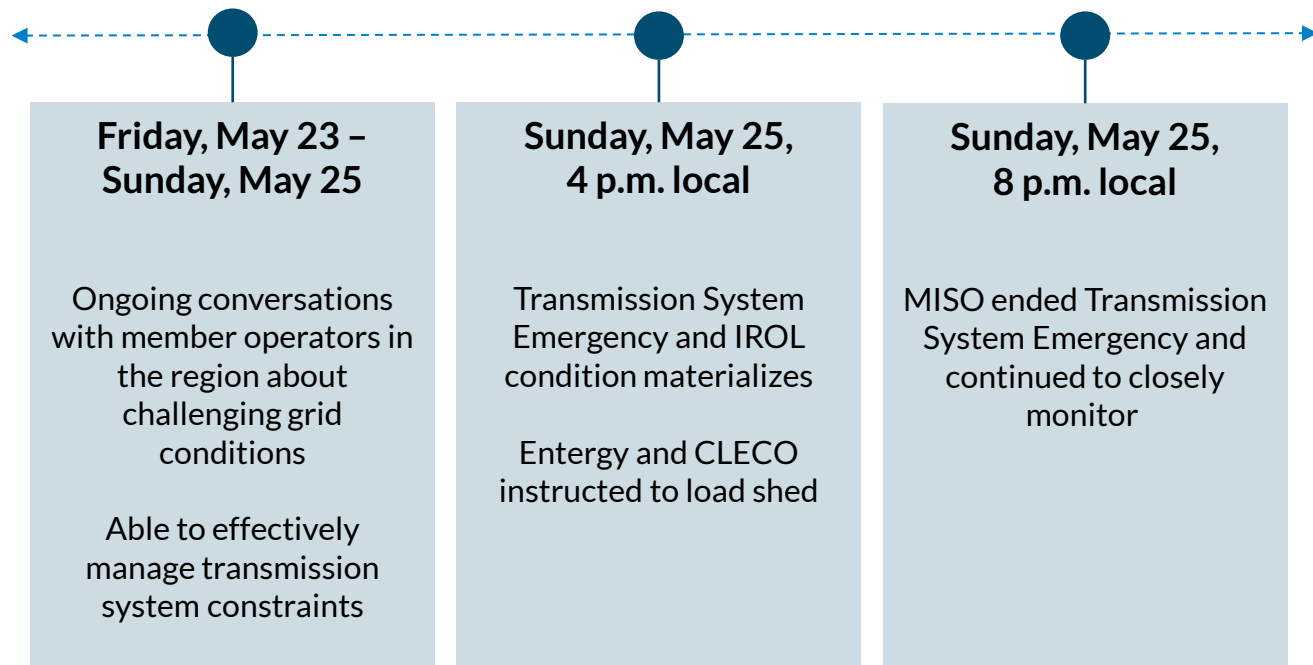 Friday, May 23 –
Sunday, May 25
Ongoing conversations
with member operators in
the region about
challenging grid
conditions
Able to effectively
manage transmission
system constraints
Sunday, May 25,
4 p.m. local
Transmission System
Emergency and IROL
condition materializes
Entergy and CLECO
instructed to load shed
Sunday, May 25,
8 p.m. local
MISO ended Transmission
System Emergency and
continued to closely
monitor